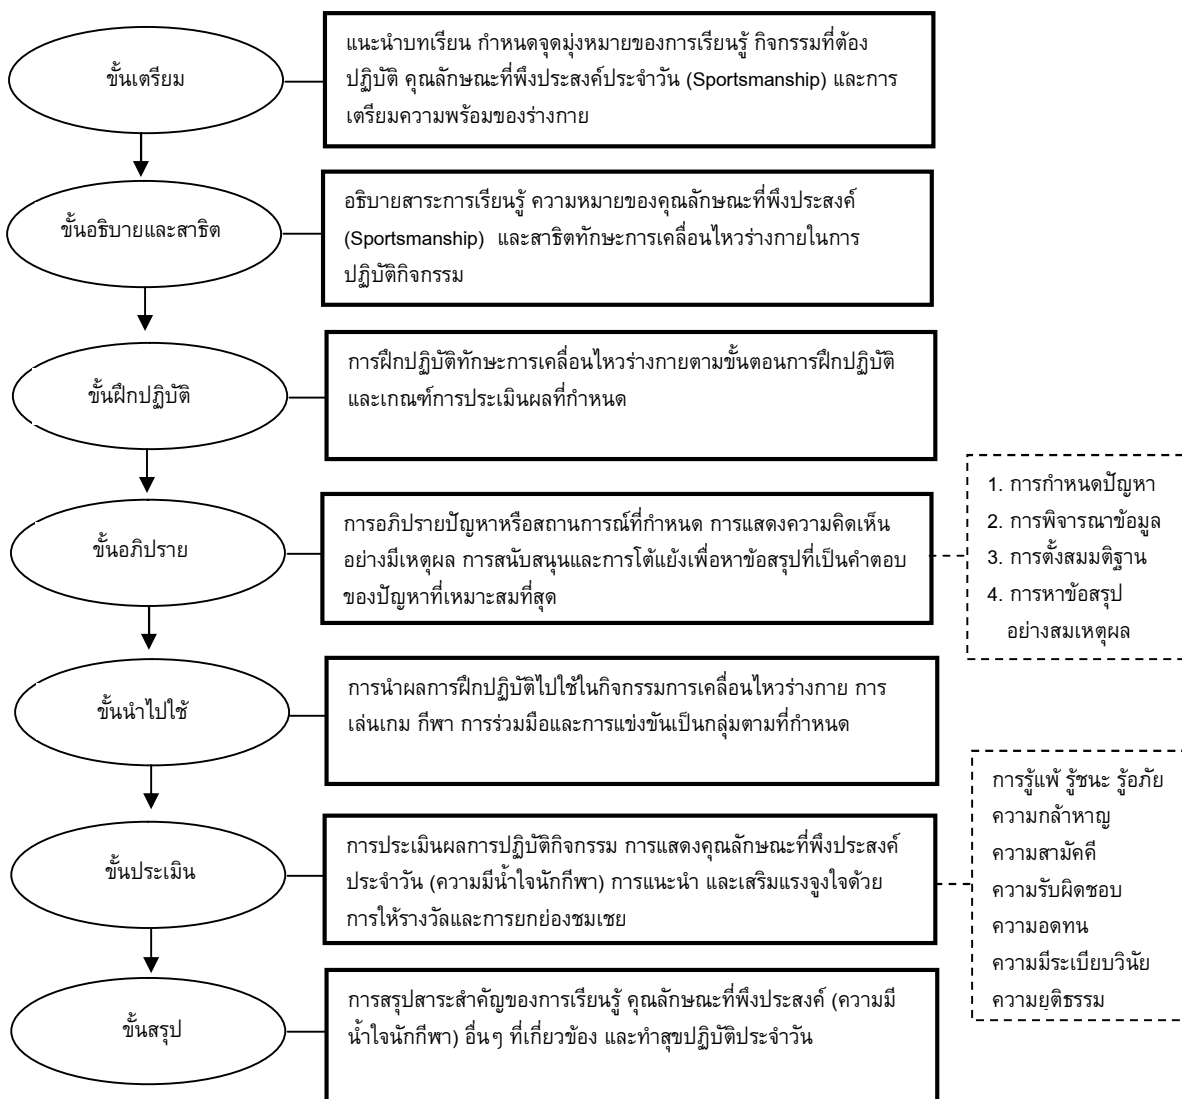 ขั้นเตรียม
แนะนำบทเรียน กำหนดจุดมุ่งหมายของการเรียนรู้ กิจกรรมที่ต้อง
ปฏิบัติ คุณลักษณะที่พึงประสงค์ประจำวัน (Sportsmanship) และการ
เตรียมความพร้อมของร่างกาย
ขั้นอธิบายและสาธิต
อธิบายสาระการเรียนรู้ ความหมายของคุณลักษณะที่พึงประสงค์
(Sportsmanship) และสาธิตทักษะการเคลื่อนไหวร่างกายในการ
ปฏิบัติกิจกรรม
ขั้นฝึกปฏิบัติ
การฝึกปฏิบัติทักษะการเคลื่อนไหวร่างกายตามขั้นตอนการฝึกปฏิบัติ
และเกณฑ์การประเมินผลที่กำหนด
ขั้นอภิปราย
การอภิปรายปัญหาหรือสถานการณ์ที่กำหนด การแสดงความคิดเห็น
อย่างมีเหตุผล การสนับสนุนและการโต้แย้งเพื่อหาข้อสรุปที่เป็นคำตอบ
ของปัญหาที่เหมาะสมที่สุด
1. การกำหนดปัญหา
2. การพิจารณาข้อมูล
3. การตั้งสมมติฐาน
4. การหาข้อสรุป
อย่างสมเหตุผล
ขั้นนำไปใช้
การนำผลการฝึกปฏิบัติไปใช้ในกิจกรรมการเคลื่อนไหวร่างกาย การ
เล่นเกม กีฬา การร่วมมือและการแข่งขันเป็นกลุ่มตามที่กำหนด
ขั้นประเมิน
การประเมินผลการปฏิบัติกิจกรรม การแสดงคุณลักษณะที่พึงประสงค์
ประจำวัน (ความมีน้ำใจนักกีฬา) การแนะนำ และเสริมแรงจูงใจด้วย
การให้รางวัลและการยกย่องชมเชย
การรู้แพ้ รู้ชนะ รู้อภัย
ความกล้าหาญ
ความสามัคคี
ความรับผิดชอบ
ความอดทน
ความมีระเบียบวินัย
ความยุติธรรม
ขั้นสรุป
การสรุปสาระสำคัญของการเรียนรู้ คุณลักษณะที่พึงประสงค์ (ความมี
น้ำใจนักกีฬา) อื่นๆ ที่เกี่ยวข้อง และทำสุขปฏิบัติประจำวัน